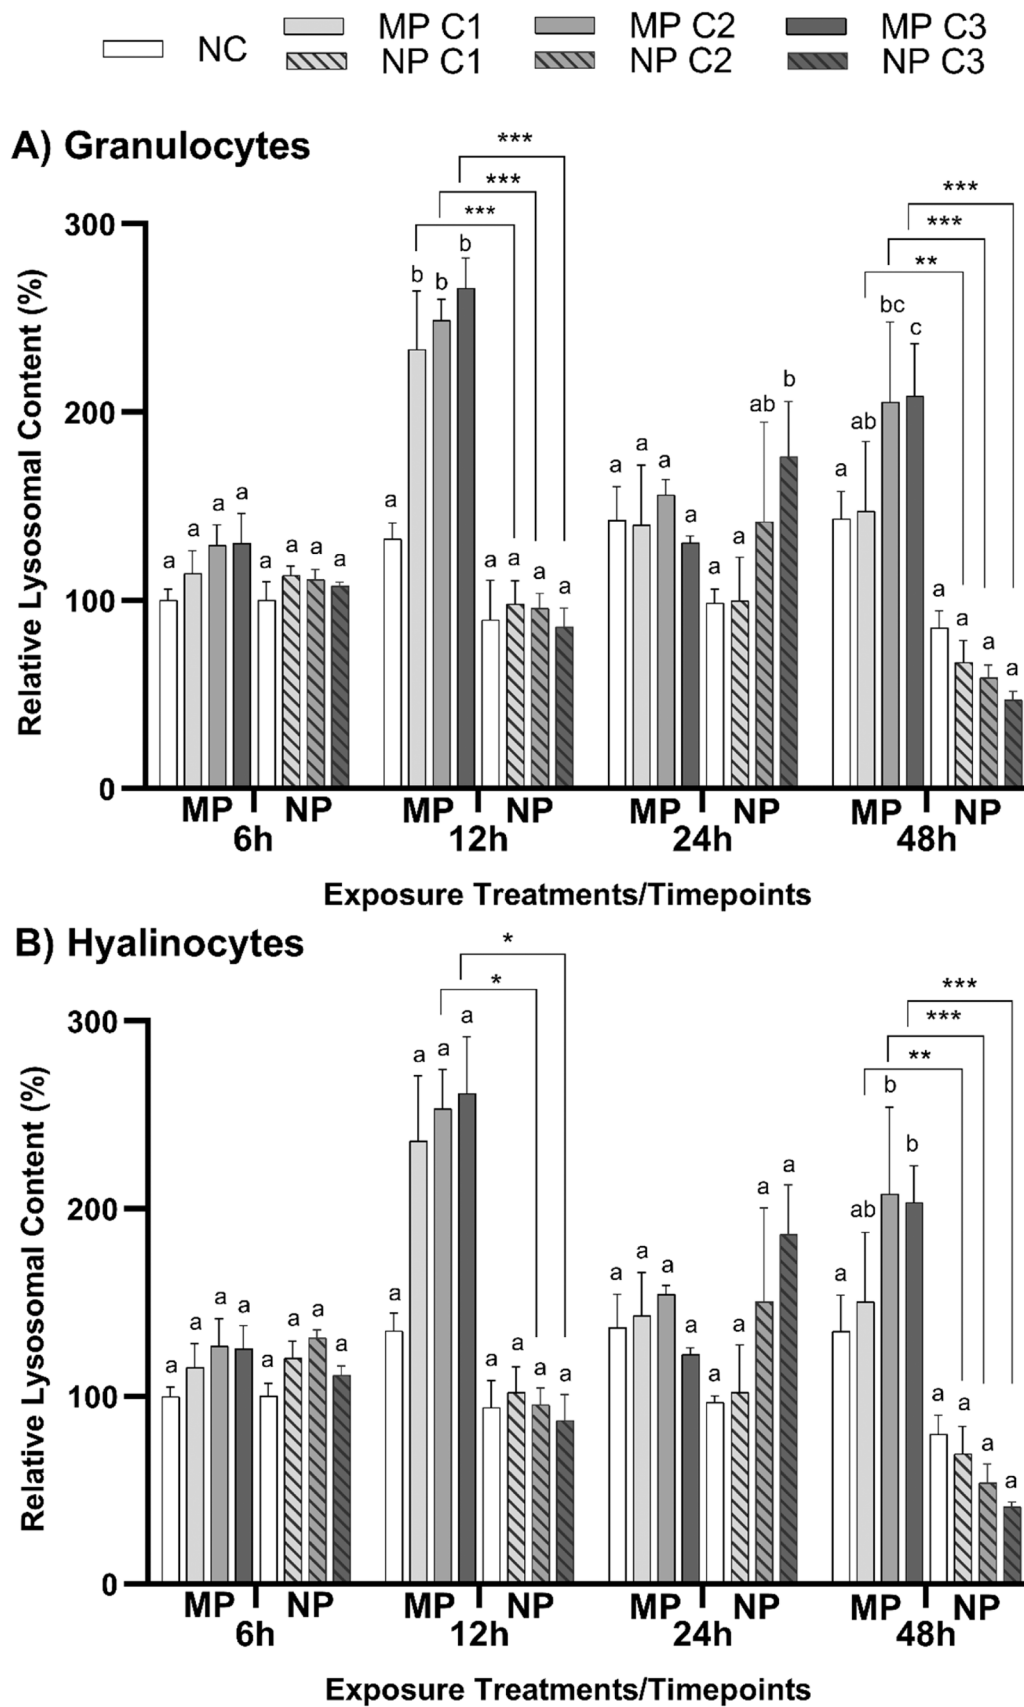 NC MP C1 MP C2 MP C3
NP C1 NP C2 NP C3
A) Granulocytes
Relative Lysosomal Content (%)
300
200
100
0
*** *** *** *** *** **
a a a a a a a a
a b b b a a a a
a a a a a a ab b
a ab bc c a a a a
MP NP MP NP MP NP MP NP
6h 12h 24h 48h
Exposure Treatments/Timepoints
B) Hyalinocytes
Relative Lysosomal Content (%)
300
200
100
0
* * *** *** **
a a a a a a a a
a a a a a a a a
a a a a a a a a
a ab b b a a a a
MP NP MP NP MP NP MP NP
6h 12h 24h 48h
Exposure Treatments/Timepoints